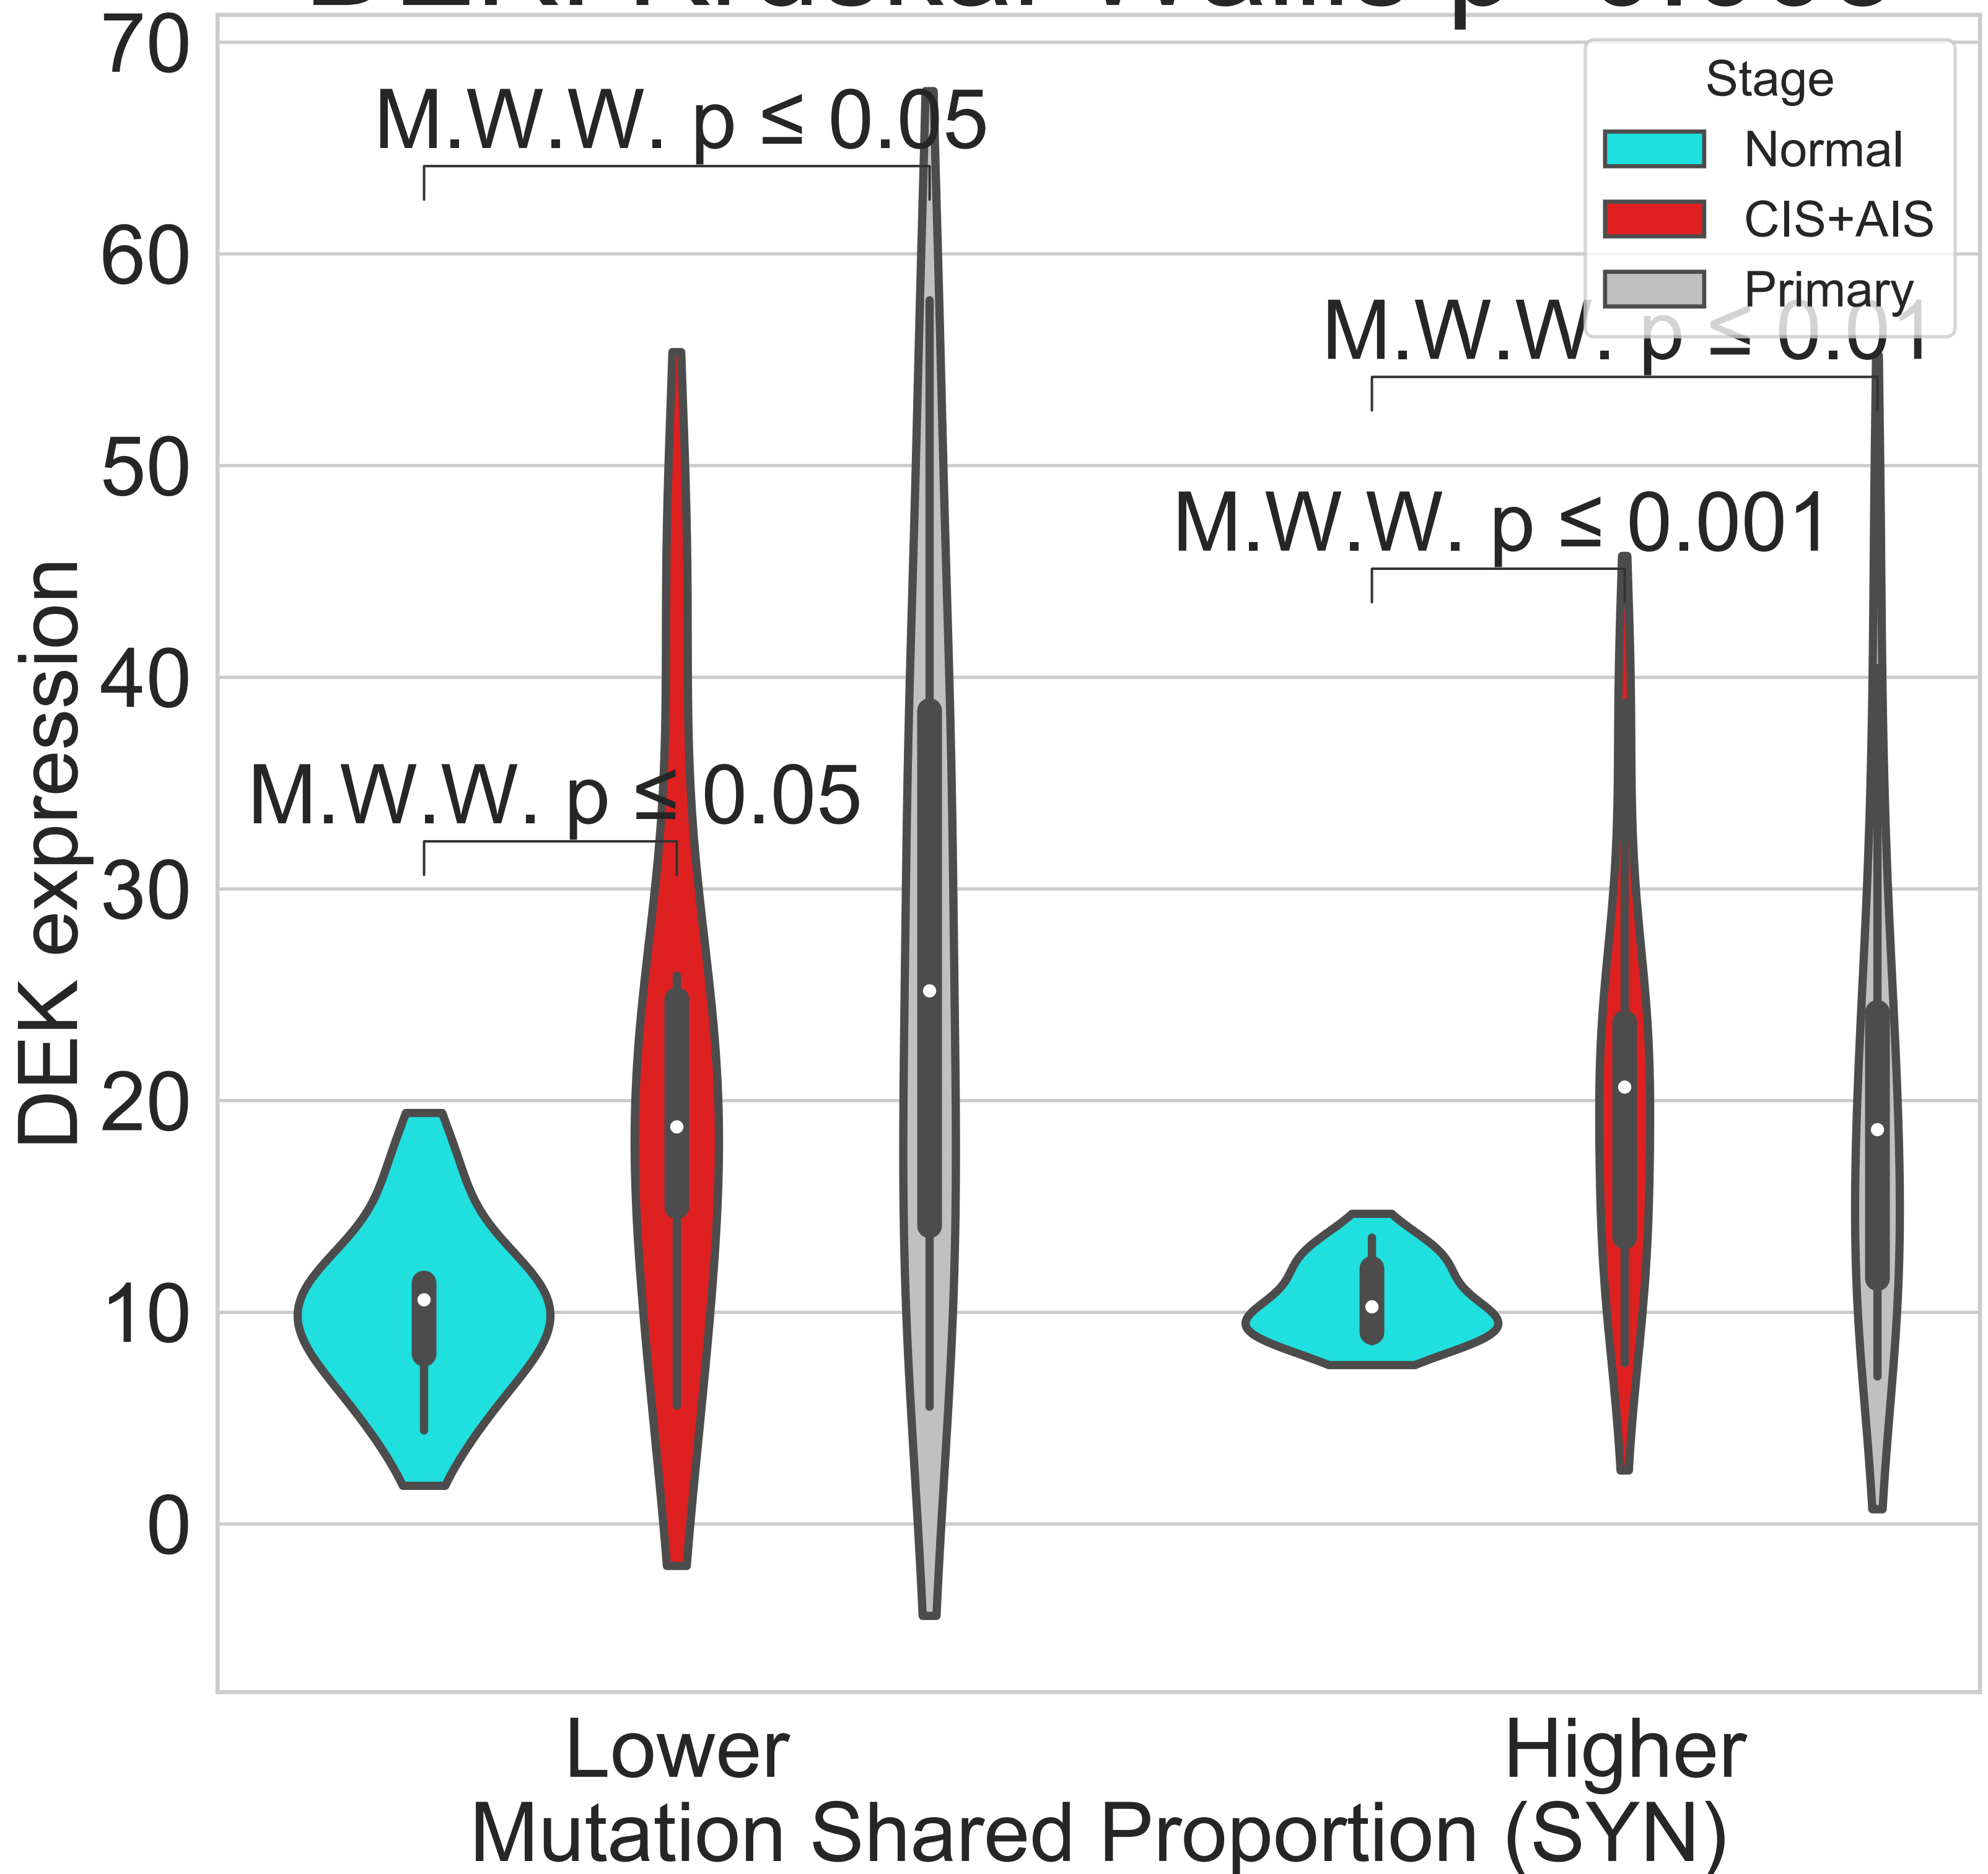 70
60
50
40
30
20
10
0
DEK expression
M.W.W. p ≤ 0.05
M.W.W. p ≤ 0.05
M.W.W. p ≤ 0.01
M.W.W. p ≤ 0.001
Stage
Normal
CIS+AIS
Primary
Lower
Higher
Mutation Shared Proportion (SYN)